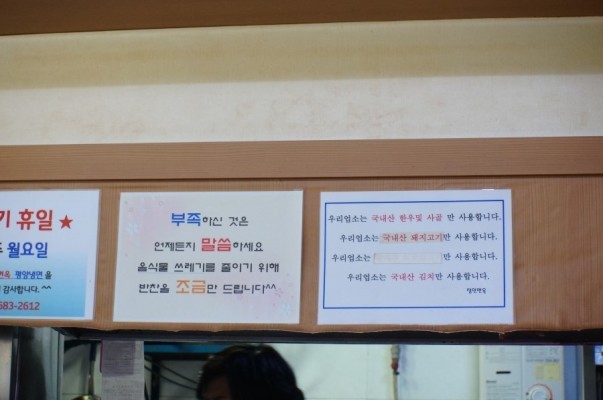 기 휴일 ★
월요일
평양냉면 을
감사합니다. ^^
683-2612
부족하신 것은
언제든지 말씀하세요
음식물 쓰레기를 줄이기 위해
반찬을 조금만 드립니다^^
우리업소는 국내산 한우및 사골 만 사용합니다.
우리업소는 국내산 돼지고기만 사용합니다.
우리업소는 만 사용합니다.
우리업소는 국내산 김치만 사용합니다.